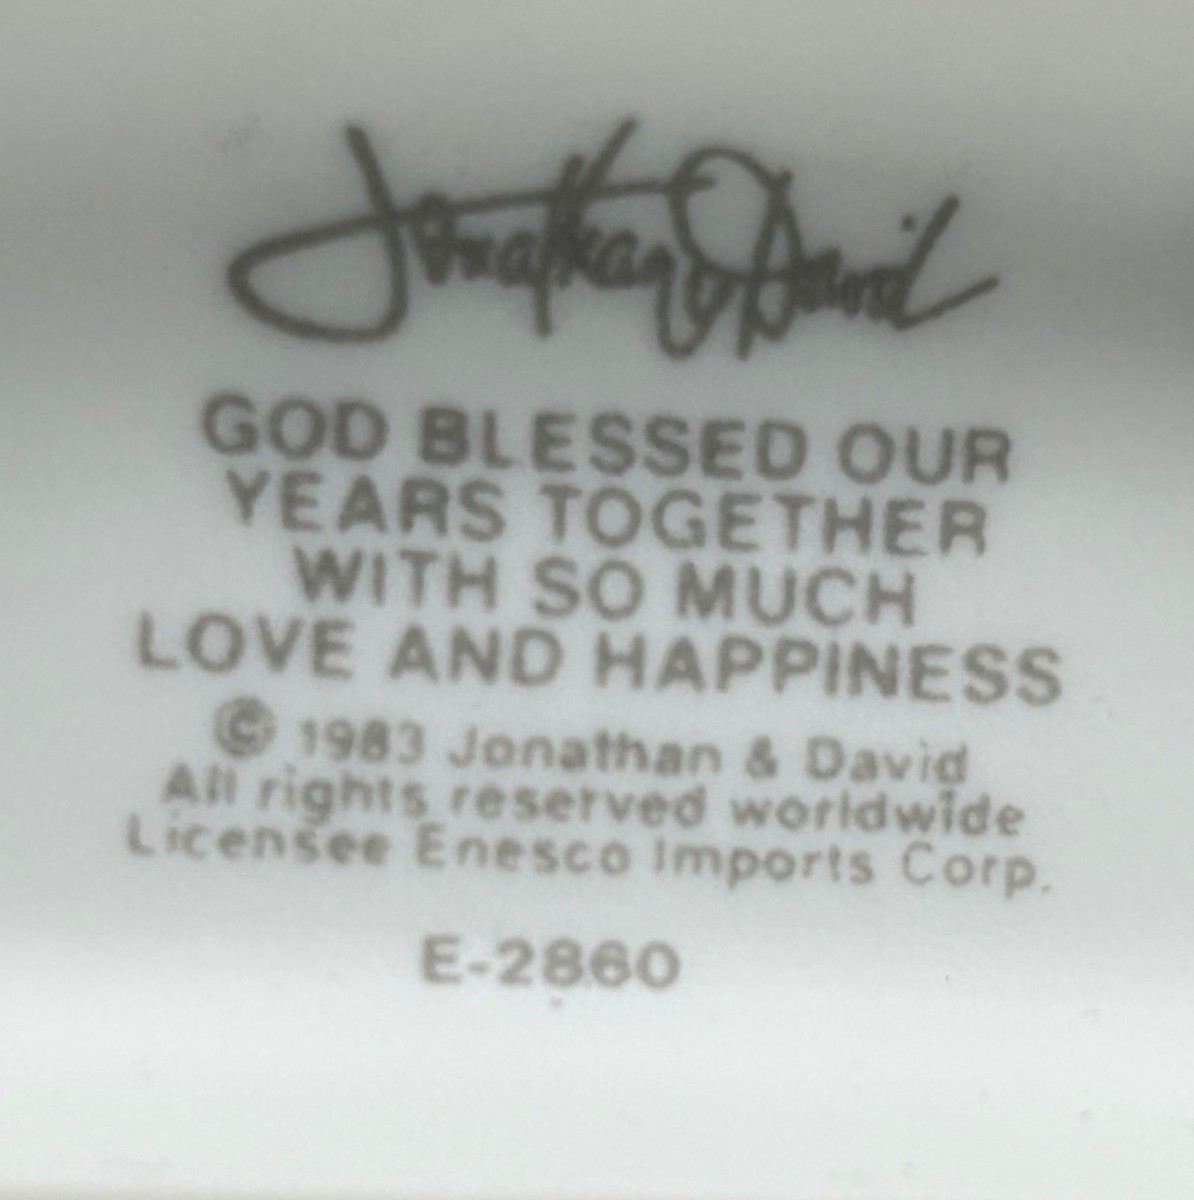 Jonathan & David
GOD BLESSED OUR
YEARS TOGETHER
WITH SO MUCH
LOVE AND HAPPINESS
© 1983 Jonathan & David
All rights reserved worldwide
Licensee Enesco Imports Corp.
E-2860